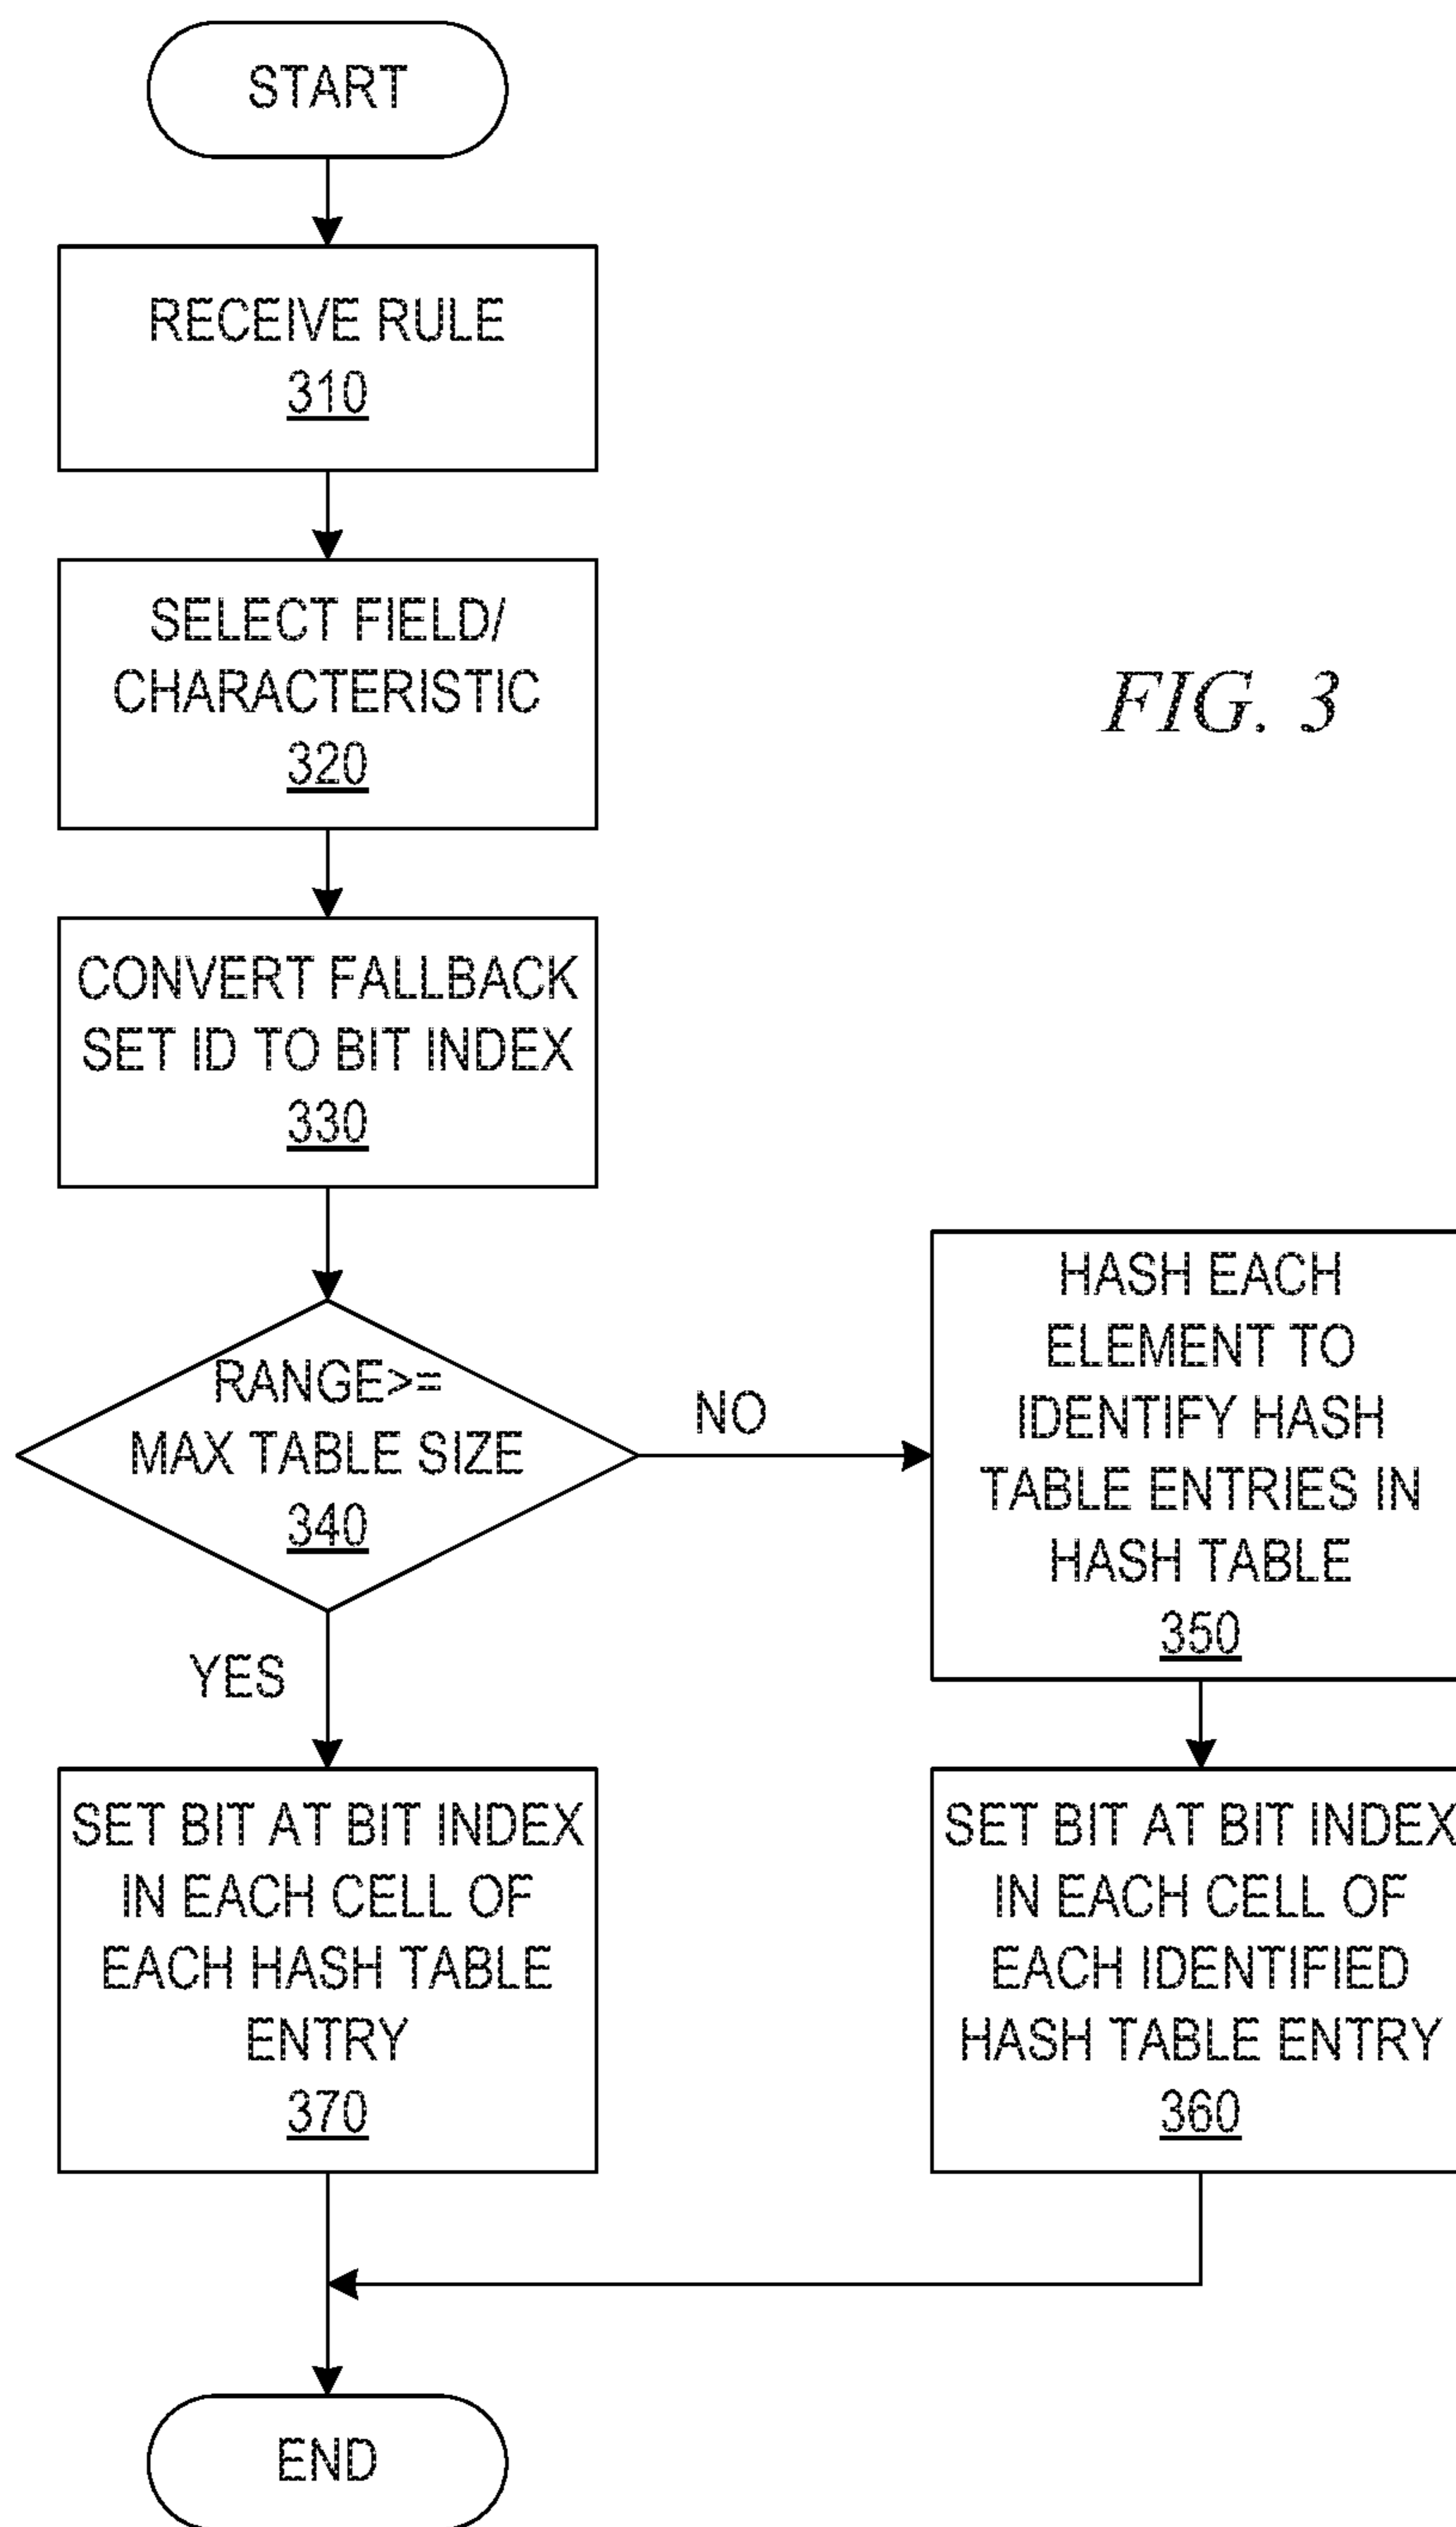 START
RECEIVE RULE
310
SELECT FIELD/
CHARACTERISTIC
320
FIG. 3
CONVERT FALLBACK
SET ID TO BIT INDEX
330
RANGE>=
MAX TABLE SIZE
340
NO
YES
HASH EACH
ELEMENT TO
IDENTIFY HASH
TABLE ENTRIES IN
HASH TABLE
350
SET BIT AT BIT INDEX
IN EACH CELL OF
EACH HASH TABLE
ENTRY
370
SET BIT AT BIT INDEX
IN EACH CELL OF
EACH IDENTIFIED
HASH TABLE ENTRY
360
END